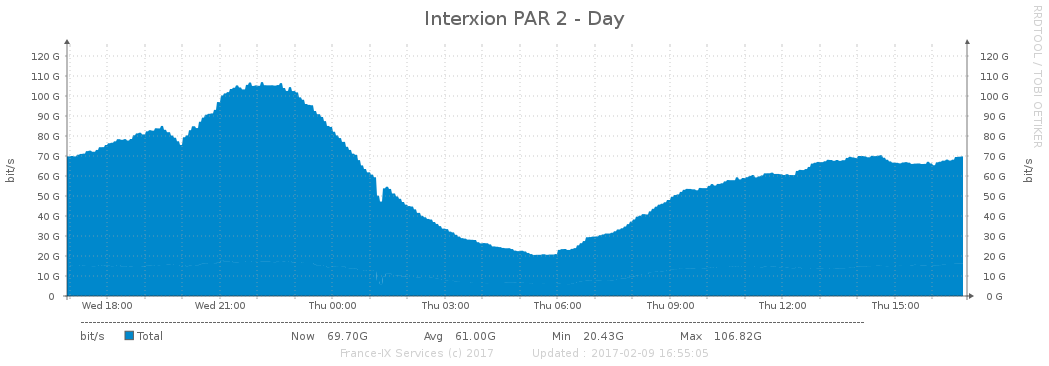 Interxion PAR 2 - Day
RRDTOOL / TOBI OETIKER
120 G 120 G
110 G 110 G
100 G 100 G
90 G 90 G
80 G 80 G
70 G 70 G
60 G 60 G
50 G 50 G
40 G 40 G
30 G 30 G
20 G 20 G
10 G 10 G
0 0 G
bit/s
bit/s
Wed 18:00 Wed 21:00 Thu 00:00 Thu 03:00 Thu 06:00 Thu 09:00 Thu 12:00 Thu 15:00
bit/s Total Now 69.70G Avg 61.00G Min 20.43G Max 106.82G
France-IX Services (c) 2017 Updated : 2017-02-09 16:55:05